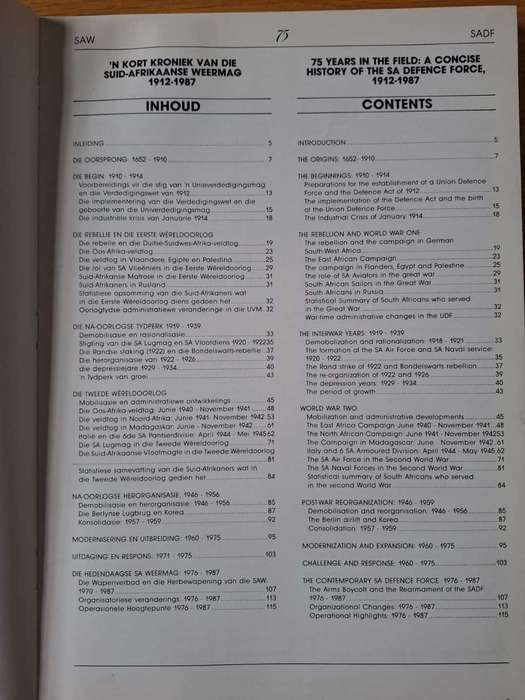 SAW
75
SADF
'N KORT KRONIEK VAN DIE
SUID-AFRIKAANSE WEERMAG
1912-1987
INHOUD
INLEIDING 5
DIE OORSPRONG: 1652 - 1910 7
DIE BEGIN: 1910 - 1914
Voorbereidings vir die stig van 'n Unieverdedigingsmag
en die Verdedigingswet van 1912 13
Die implementering van die Verdedigingswet en die
geboorte van die Unieverdedigingsmag 15
Die industriële krisis van Januarie 1914 18
DIE REBELLIE EN DIE EERSTE WÊRELDOORLOG
Die rebellie en die Duitse-Suidwes-Afrika-veldtog 19
Die Oos-Afrika-veldtog 23
Die veldtog in Vlaandere, Egipte en Palestina 25
Die rol van SA Vlieëniers in die Eerste Wêreldoorlog 29
Suid-Afrikaanse Matrose in die Eerste Wêreldoorlog 31
Suid-Afrikaners in Rusland 31
Statistiese opsomming van die Suid-Afrikaners wat
in die Eerste Wêreldoorlog diens gedoen het 32
Oorlogtydse administratiewe veranderinge in die UVM 32
DIE NA-OORLOGSE TYDPERK 1919 - 1939
Demobilisasie en rasionalisasie 33
Stigting van die SA Lugmag en SA Vlootdiens 1920 - 1922 35
Die Randse staking (1922) en die Bondelswarts-rebellie 37
Die herorganisasie van 1922 - 1926 39
die depressiejare 1929 - 1934 40
'n Tydperk van groei 43
DIE TWEEDE WÊRELDOORLOG
Mobilisasie en administratiewe ontwikkelings 45
Die Oos-Afrika-veldtog: Junie 1940 - November 1941 48
Die veldtog in Noord-Afrika: Junie 1941 - November 1942 53
Die veldtog in Madagaskar: Junie - November 1942 61
Italië en die 6de SA Pantserdivisie: April 1944 - Mei 1945 62
Die SA Lugmag in die Tweede Wêreldoorlog 71
Die Suid-Afrikaanse Vlootmagte in die Tweede Wêreldoorlog
81
Statistiese samevatting van die Suid-Afrikaners wat in
die Tweede Wêreldoorlog gedien het 84
NA-OORLOGSE HERORGANISASIE: 1946 - 1956
Demobilisasie en herorganisasie: 1946 - 1956 85
Die Berlynse Lugbrug en Korea 87
Konsolidasie: 1957 - 1959 92
MODERNISERING EN UITBREIDING: 1960 - 1975 95
UITDAGING EN RESPONS: 1971 - 1975 103
DIE HEDENDAAGSE SA WEERMAG: 1976 - 1987
Die Wapenverbod en die Herbewapening van die SAW,
1970 - 1987 107
Organisatoriese veranderings: 1976 - 1987 113
Operasionele Hoogtepunte 1976 - 1987 115
75 YEARS IN THE FIELD: A CONCISE
HISTORY OF THE SA DEFENCE FORCE,
1912-1987
CONTENTS
INTRODUCTION 5
THE ORIGINS: 1652 - 1910 7
THE BEGINNINGS: 1910 - 1914
Preparations for the establishment of a Union Defence
Force and the Defence Act of 1912 13
The implementation of the Defence Act and the birth
of the Union Defence Force 15
The Industrial Crisis of January 1914 18
THE REBELLION AND WORLD WAR ONE
The rebellion and the campaign in German
South-West Africa 19
The East African Campaign 23
The campaign in Flanders, Egypt and Palestine 25
The role of SA Aviators in the great war 29
South African Sailors in the Great War 31
South Africans in Russia 31
Statistical Summary of South Africans who served
in the Great War 32
War-time administrative changes in the UDF 32
THE INTERWAR YEARS: 1919 - 1939
Demobilization and rationalization: 1918 - 1921 33
The formation of the SA Air Force and SA Naval service:
1920 - 1922 35
The Rand strike of 1922 and Bondelswarts rebellion 37
The re-organization of 1922 and 1926 39
The depression years: 1929 - 1934 40
The period of growth 43
WORLD WAR TWO
Mobilization and administrative developments 45
The East Africa Campaign June 1940 - November 1941 48
The North African Campaign: June 1941 - November 1942 53
The Campaign in Madagascar: June - November 1942 61
Italy and 6 SA Armoured Division: April 1944 - May 1945 62
The SA Air Force in the Second World War 71
The SA Naval Forces in the Second World War 81
Statistical summary of South Africans who served in
the second World War 84
POST-WAR REORGANIZATION: 1946 - 1959
Demobilisation and reorganisation: 1946 - 1956 85
The Berlin airlift and Korea 87
Consolidation: 1957 - 1959 92
MODERNIZATION AND EXPANSION: 1960 - 1975 95
CHALLENGE AND RESPONSE: 1960 - 1975 103
THE CONTEMPORARY SA DEFENCE FORCE: 1976 - 1987
The Arms Boycott and the Rearmament of the SADF
1976 - 1987 107
Organizational Changes 1976 - 1987 113
Operational Highlights 1976 - 1987 115